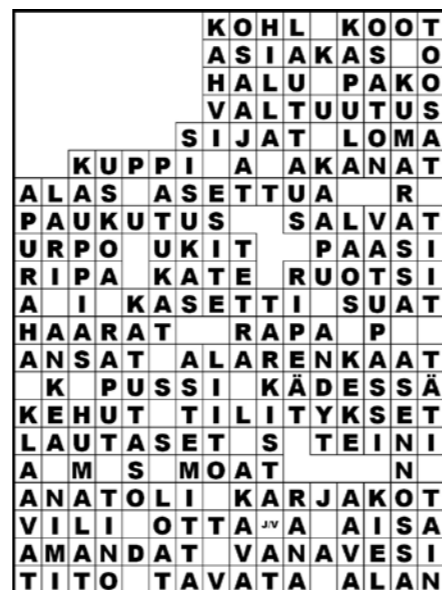 KOHL KOOT
ASIAKAS O
HALU PAKO
VALTUUTUS
SIJAT LOMA
KUPPI A AKANAT
ALAS ASETTUA R
PAUKUTUS SALVAT
URPO UKIT PAASI
RIPA KATE RUOTSI
A I KASETTI SUAT
HAARAT RAPA P
ANSAT ALARENKAAT
K PUSSI KÄDESSÄ
KEHUT TILITYKSET
LAUTASET S TEINI
A M S MOAT N
ANATOLI KARJAKOT
VILI OTTA J/V A AISA
AMANDAT VANAVESI
TITO TAVATA ALAN